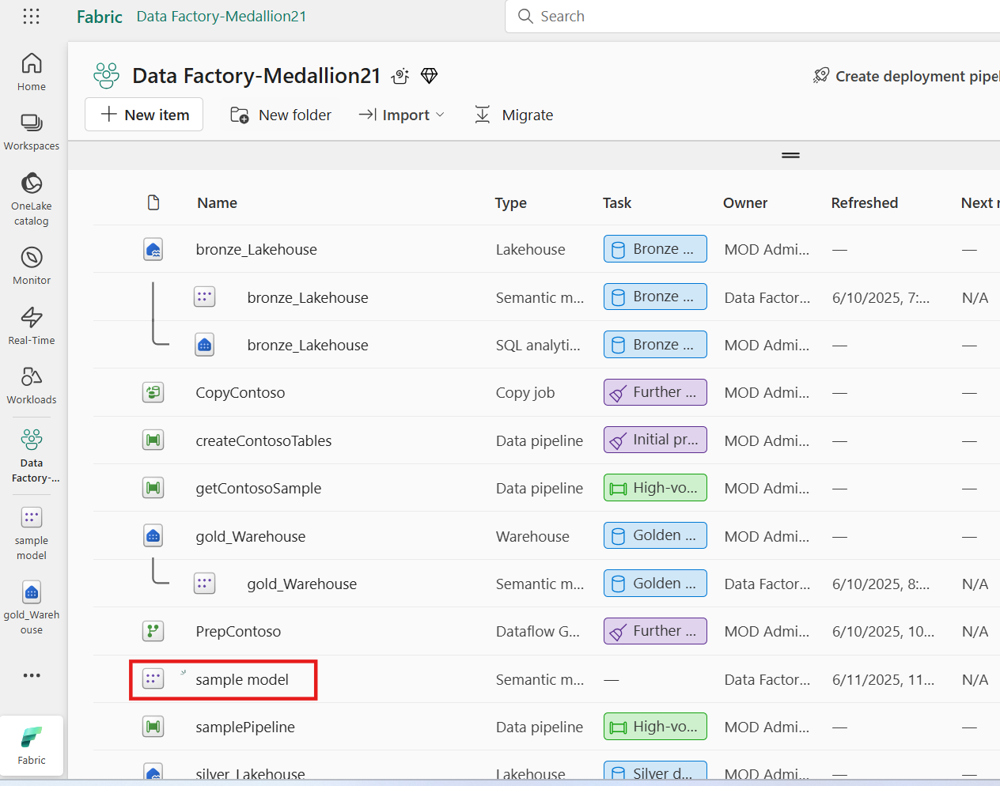 Fabric Data Factory-Medallion21 Search
Data Factory-Medallion21 Create deployment pipel
New item New folder Import Migrate
Home
Workspaces
OneLake
catalog
Monitor
Real-Time
Workloads
Data
Factory-...
sample
model
gold_Wareh
ouse
Fabric
Name Type Task Owner Refreshed Next r
bronze_Lakehouse Lakehouse Bronze ... MOD Admi... — —
bronze_Lakehouse Semantic m... Bronze ... Data Factor... 6/10/2025, 7:... N/A
bronze_Lakehouse SQL analyti... Bronze ... MOD Admi... — —
CopyContoso Copy job Further ... MOD Admi... — —
createContosoTables Data pipeline Initial pr... MOD Admi... — —
getContosoSample Data pipeline High-vo... MOD Admi... — —
gold_Warehouse Warehouse Golden ... MOD Admi... — —
gold_Warehouse Semantic m... Golden ... Data Factor... 6/10/2025, 8:... N/A
PrepContoso Dataflow G... Further ... MOD Admi... 6/10/2025, 10... N/A
sample model Semantic m... — Data Factor... 6/11/2025, 11... N/A
samplePipeline Data pipeline High-vo... MOD Admi... — —
silver_Lakehouse Lakehouse Silver d... MOD Admi... — —